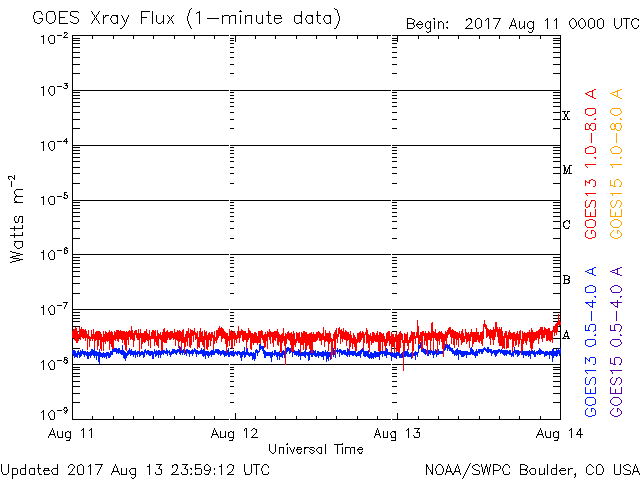 GOES Xray Flux (1-minute data)
Begin: 2017 Aug 11 0000 UTC
10-2
10-3
10-4
10-5
10-6
10-7
10-8
10-9
Watts m-2
X
M
C
B
A
GOES13 1.0-8.0 A
GOES15 1.0-8.0 A
GOES13 0.5-4.0 A
GOES15 0.5-4.0 A
Aug 11
Aug 12
Aug 13
Aug 14
Universal Time
Updated 2017 Aug 13 23:59:12 UTC
NOAA/SWPC Boulder, CO USA